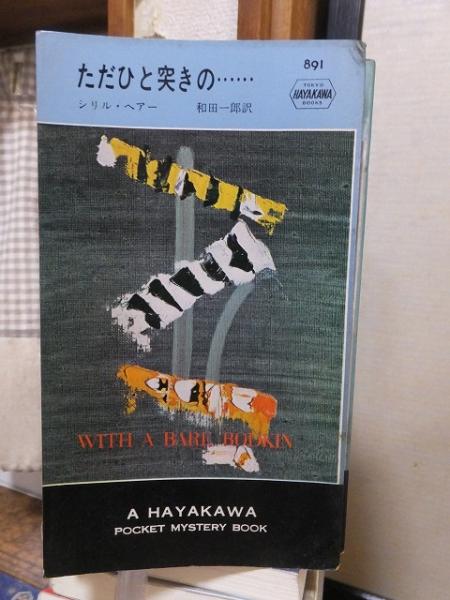 ただひと突きの……
シリル・ヘアー 和田一郎訳
891
TOKYO
HAYAKAWA
BOOKS
WITH A BARE BODKIN
A HAYAKAWA
POCKET MYSTERY BOOK